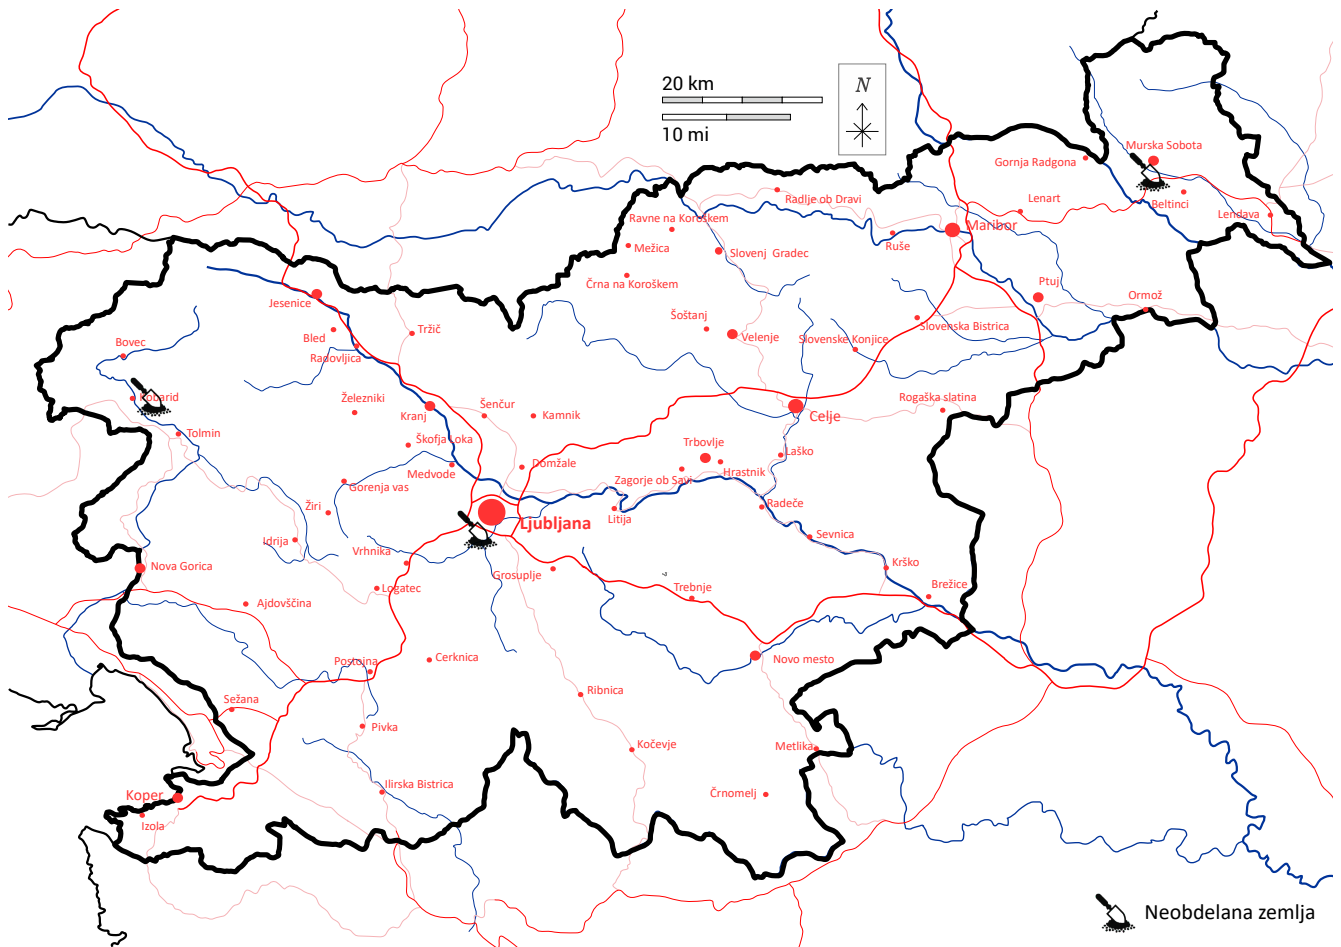 20 km
10 mi
N
Murska Sobota
Gornja Radgona
Radlje ob Dravi
Lenart
Beltinci
Lendava
Ravne na Koroškem
Maribor
Mežica
Slovenj Gradec
Ruše
Črna na Koroškem
Ptuj
Ormož
Jesenice
Šoštanj
Slovenska Bistrica
Tržič
Bled
Velenje
Slovenske Konjice
Bovec
Radovljica
Kobarid
Železniki
Rogaška slatina
Kranj
Šenčur
Kamnik
Celje
Tolmin
Škofja Loka
Trbovlje
Laško
Medvode
Domžale
Hrastnik
Gorenja vas
Zagorje ob Savi
Žiri
Radeče
Litija
Ljubljana
Idrija
Sevnica
Vrhnika
Nova Gorica
Grosuplje
Krško
Logatec
Trebnje
Brežice
Ajdovščina
Postojna
Cerknica
Novo mesto
Ribnica
Sežana
Pivka
Kočevje
Metlika
Koper
Ilirska Bistrica
Črnomelj
Izola
Neobdelana zemlja